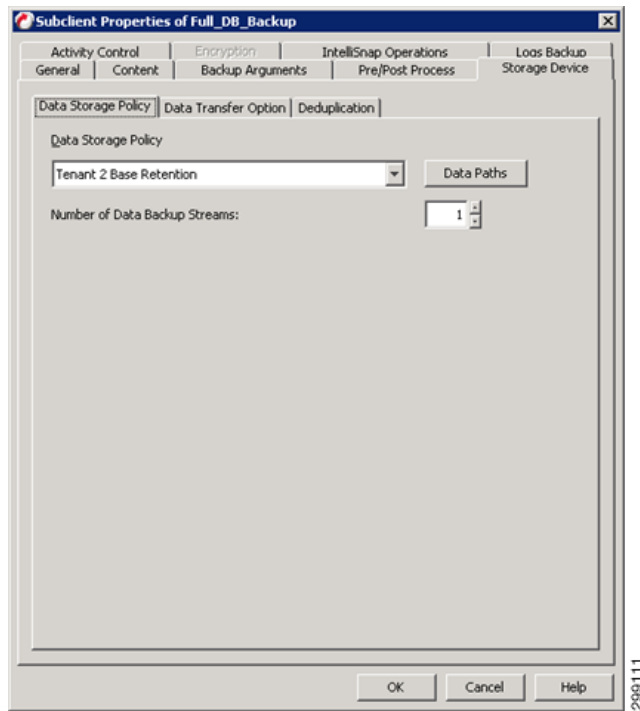 Subclient Properties of Full_DB_Backup
Activity Control
Encryption
IntelliSnap Operations
Logs Backup
General
Content
Backup Arguments
Pre/Post Process
Storage Device
Data Storage Policy
Data Transfer Option
Deduplication
Data Storage Policy
Tenant 2 Base Retention
Data Paths
Number of Data Backup Streams:
1
OK
Cancel
Help
299111